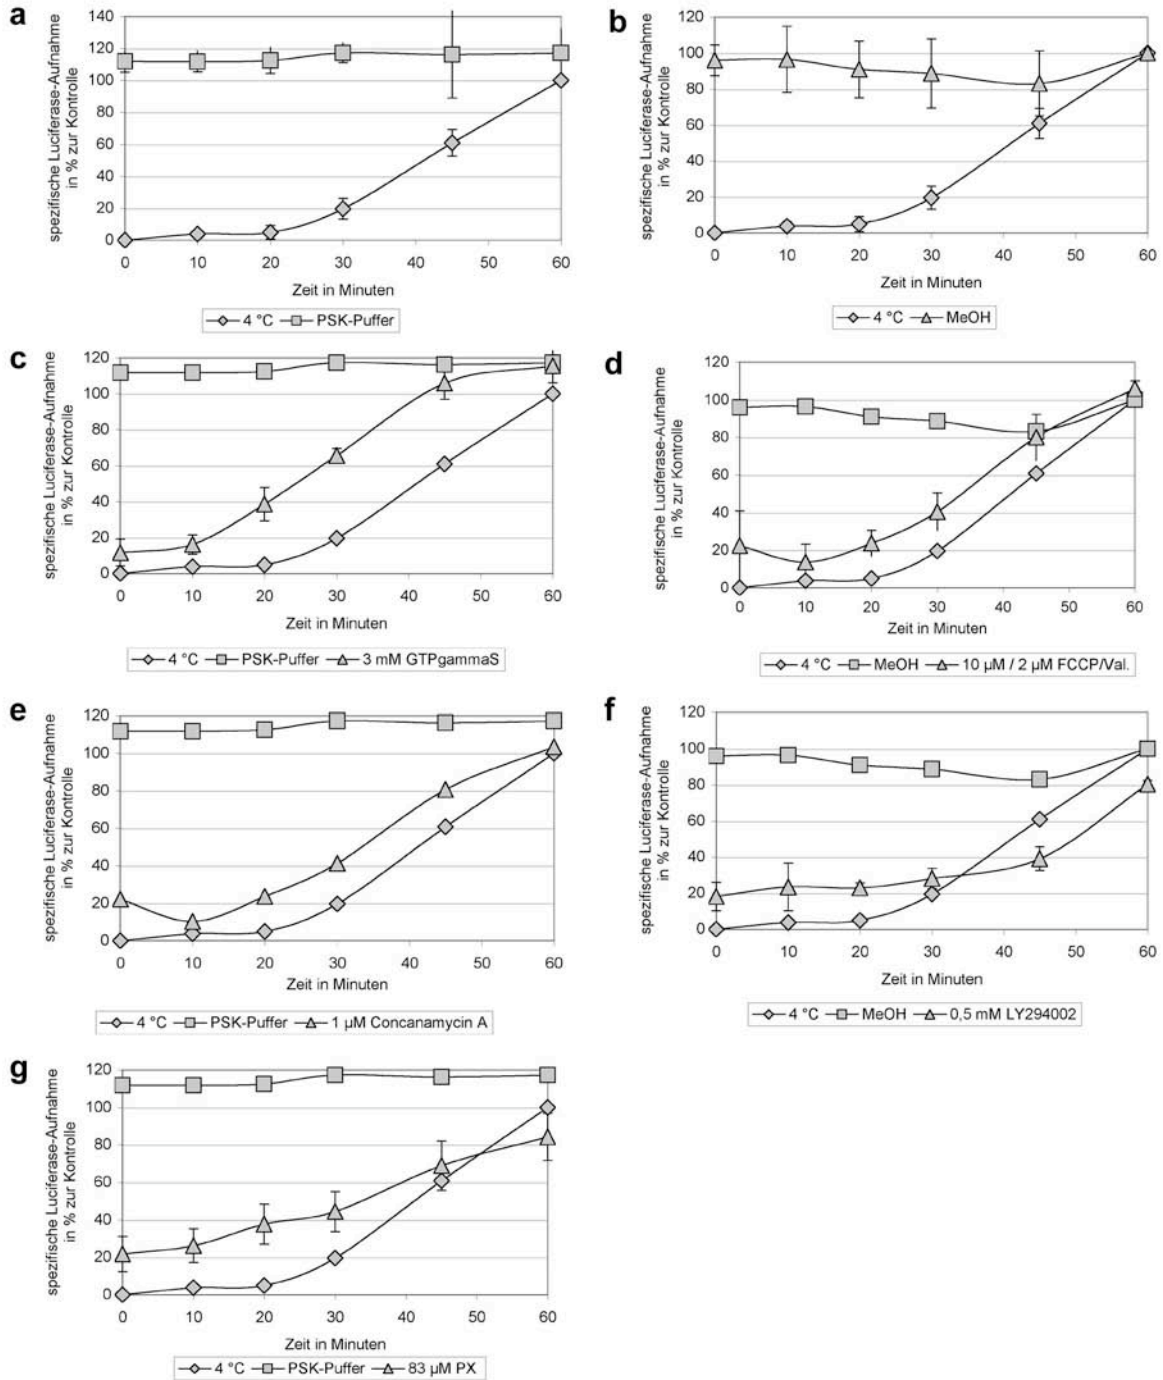 a
spezifische Luciferase-Aufnahme
in % zur Kontrolle
140
120
100
80
60
40
20
0
0 10 20 30 40 50 60
Zeit in Minuten
4 °C PSK-Puffer
b
spezifische Luciferase-Aufnahme
in % zur Kontrolle
120
100
80
60
40
20
0
0 10 20 30 40 50 60
Zeit in Minuten
4 °C MeOH
c
spezifische Luciferase-Aufnahme
in % zur Kontrolle
120
100
80
60
40
20
0
0 10 20 30 40 50 60
Zeit in Minuten
4 °C PSK-Puffer 3 mM GTPgammaS
d
spezifische Luciferase-Aufnahme
in % zur Kontrolle
120
100
80
60
40
20
0
0 10 20 30 40 50 60
Zeit in Minuten
4 °C MeOH 10 µM / 2 µM FCCP/Val.
e
spezifische Luciferase-Aufnahme
in % zur Kontrolle
120
100
80
60
40
20
0
0 10 20 30 40 50 60
Zeit in Minuten
4 °C PSK-Puffer 1 µM Concanamycin A
f
spezifische Luciferase-Aufnahme
in % zur Kontrolle
120
100
80
60
40
20
0
0 10 20 30 40 50 60
Zeit in Minuten
4 °C MeOH 0,5 mM LY294002
g
spezifische Luciferase-Aufnahme
in % zur Kontrolle
120
100
80
60
40
20
0
0 10 20 30 40 50 60
Zeit in Minuten
4 °C PSK-Puffer 83 µM PX